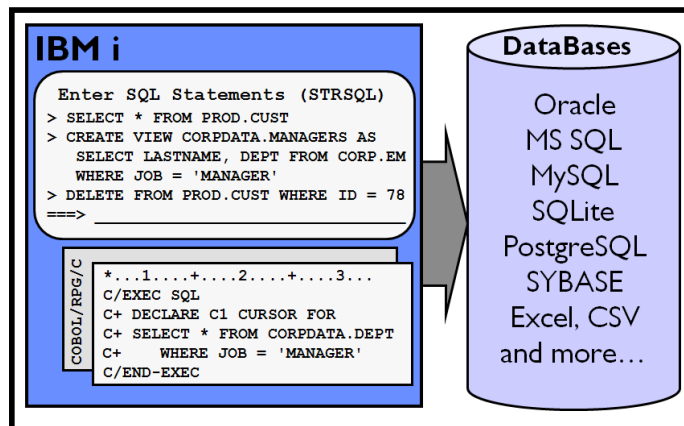 IBM i
Enter SQL Statements (STRSQL)
> SELECT * FROM PROD.CUST
> CREATE VIEW CORPDATA.MANAGERS AS
SELECT LASTNAME, DEPT FROM CORP.EM
WHERE JOB = 'MANAGER'
> DELETE FROM PROD.CUST WHERE ID = 78
===> ____________________________
COBOL/RPG/C
*...1....+....2....+....3...
C/EXEC SQL
C+ DECLARE C1 CURSOR FOR
C+ SELECT * FROM CORPDATA.DEPT
C+    WHERE JOB = 'MANAGER'
C/END-EXEC
DataBases
Oracle
MS SQL
MySQL
SQLite
PostgreSQL
SYBASE
Excel, CSV
and more…